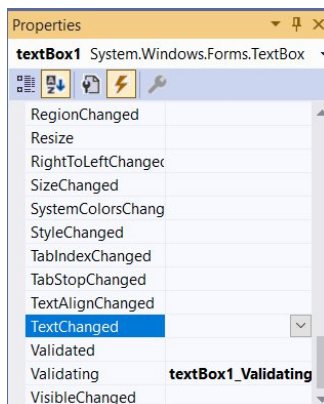 Properties
textBox1 System.Windows.Forms.TextBox
RegionChanged
Resize
RightToLeftChanged
SizeChanged
SystemColorsChang
StyleChanged
TabIndexChanged
TabStopChanged
TextAlignChanged
TextChanged
Validated
Validating textBox1_Validating
VisibleChanged